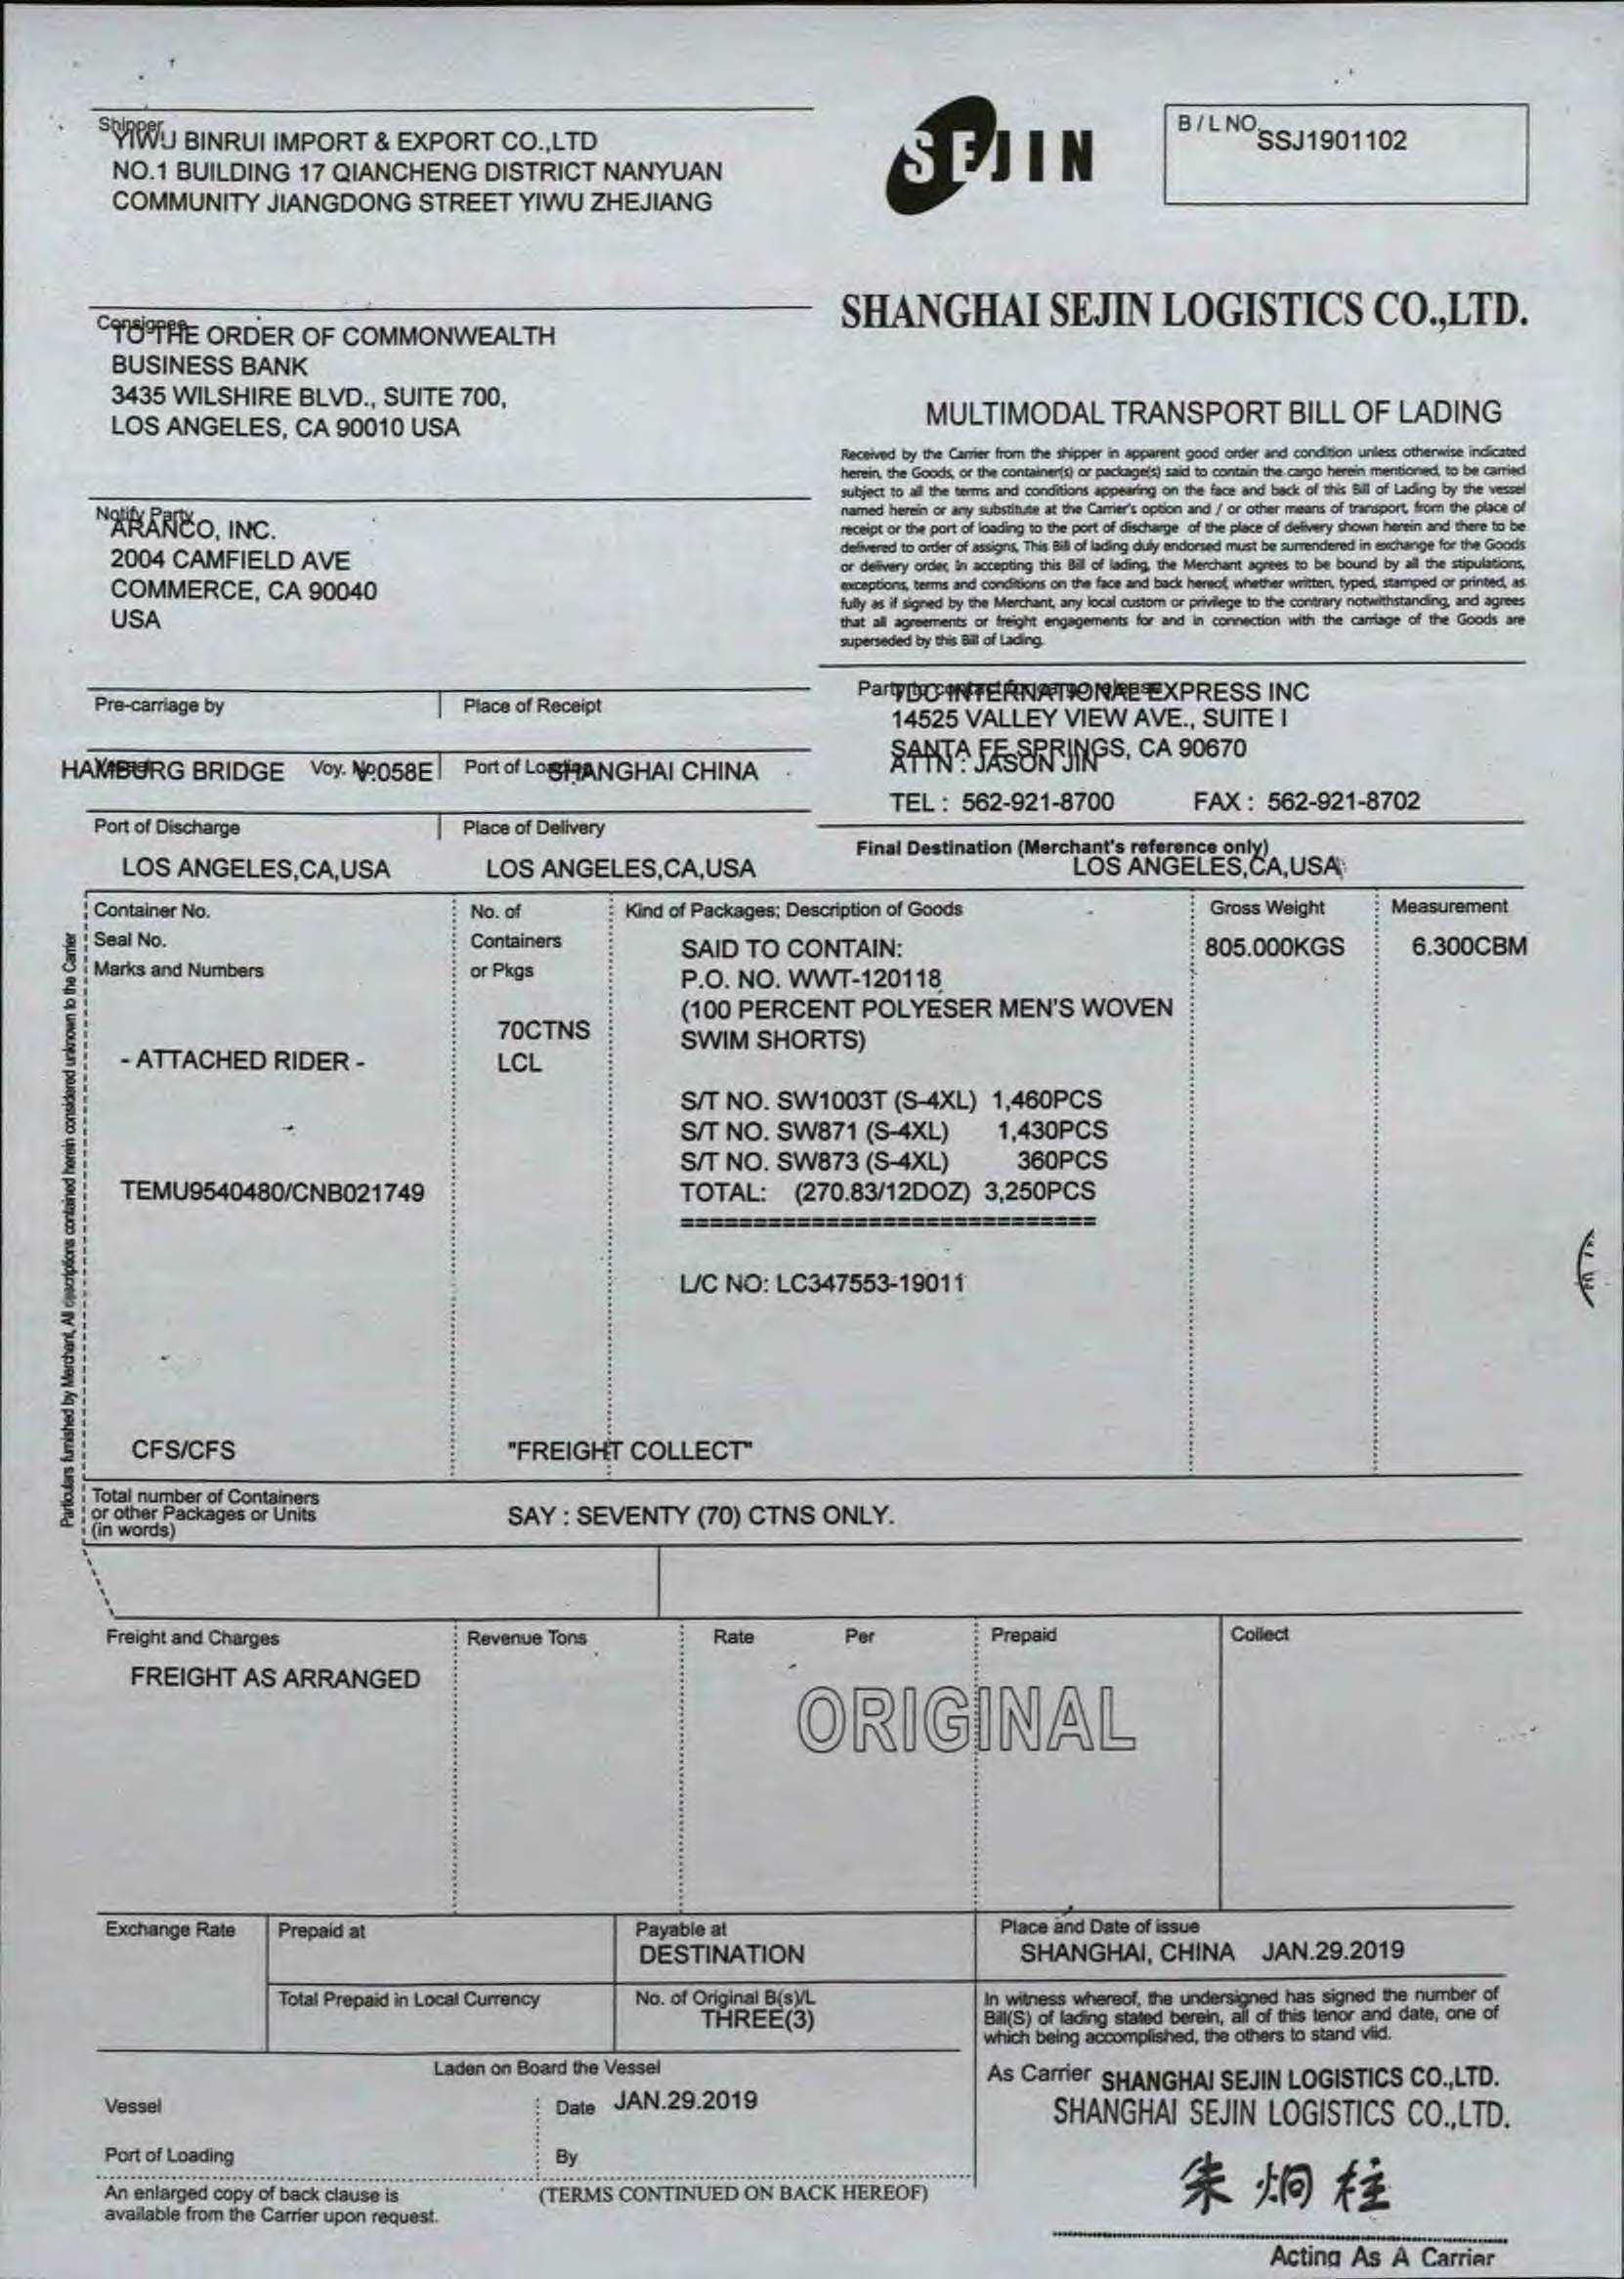 Shipper
YIWU BINRUI IMPORT & EXPORT CO.,LTD
NO.1 BUILDING 17 QIANCHENG DISTRICT NANYUAN
COMMUNITY JIANGDONG STREET YIWU ZHEJIANG
SEJIN
B / L NO.
SSJ1901102
Consignee
TO THE ORDER OF COMMONWEALTH
BUSINESS BANK
3435 WILSHIRE BLVD., SUITE 700,
LOS ANGELES, CA 90010 USA
SHANGHAI SEJIN LOGISTICS CO.,LTD.
MULTIMODAL TRANSPORT BILL OF LADING
Received by the Carrier from the shipper in apparent good order and condition unless otherwise indicated
herein, the Goods, or the container(s) or package(s) said to contain the cargo herein mentioned, to be carried
subject to all the terms and conditions appearing on the face and back of this Bill of Lading by the vessel
named herein or any substitute at the Carrier's option and / or other means of transport, from the place of
receipt or the port of loading to the port of discharge of the place of delivery shown herein and there to be
delivered to order of assigns, This Bill of lading duly endorsed must be surrendered in exchange for the Goods
or delivery order, In accepting this Bill of lading, the Merchant agrees to be bound by all the stipulations,
exceptions, terms and conditions on the face and back hereof, whether written, typed, stamped or printed, as
fully as if signed by the Merchant, any local custom or privilege to the contrary notwithstanding, and agrees
that all agreements or freight engagements for and in connection with the carriage of the Goods are
superseded by this Bill of Lading.
Notify Party
ARANCO, INC.
2004 CAMFIELD AVE
COMMERCE, CA 90040
USA
Party to contact for cargo release
TDC INTERNATIONAL EXPRESS INC
14525 VALLEY VIEW AVE., SUITE I
SANTA FE SPRINGS, CA 90670
ATTN : JASON JIN
TEL : 562-921-8700 FAX : 562-921-8702
Pre-carriage by
Place of Receipt
HAMBURG BRIDGE Voy. No. V.058E
Port of Loading SHANGHAI CHINA
Port of Discharge
LOS ANGELES,CA,USA
Place of Delivery
LOS ANGELES,CA,USA
Final Destination (Merchant's reference only)
LOS ANGELES,CA,USA
Particulars furnished by Merchant, All descriptions contained herein considered unknown to the Carrier
Container No.
Seal No.
Marks and Numbers
No. of
Containers
or Pkgs
Kind of Packages; Description of Goods
Gross Weight
Measurement
SAID TO CONTAIN:
805.000KGS
6.300CBM
P.O. NO. WWT-120118
(100 PERCENT POLYESER MEN'S WOVEN
SWIM SHORTS)
70CTNS
LCL
- ATTACHED RIDER -
S/T NO. SW1003T (S-4XL) 1,460PCS
S/T NO. SW871 (S-4XL) 1,430PCS
S/T NO. SW873 (S-4XL) 360PCS
TEMU9540480/CNB021749
TOTAL: (270.83/12DOZ) 3,250PCS
==============================
L/C NO: LC347553-19011
CFS/CFS
"FREIGHT COLLECT"
Total number of Containers
or other Packages or Units
(in words)
SAY : SEVENTY (70) CTNS ONLY.
Freight and Charges
Revenue Tons
Rate
Per
Prepaid
Collect
FREIGHT AS ARRANGED
ORIGINAL
Exchange Rate
Prepaid at
Payable at
DESTINATION
Place and Date of issue
SHANGHAI, CHINA JAN.29.2019
Total Prepaid in Local Currency
No. of Original B(s)/L
THREE(3)
In witness whereof, the undersigned has signed the number of
Bill(S) of lading stated berein, all of this tenor and date, one of
which being accomplished, the others to stand viid.
Laden on Board the Vessel
Vessel
Date JAN.29.2019
Port of Loading
By
As Carrier SHANGHAI SEJIN LOGISTICS CO.,LTD.
SHANGHAI SEJIN LOGISTICS CO.,LTD.
朱炯柱
An enlarged copy of back clause is
available from the Carrier upon request.
(TERMS CONTINUED ON BACK HEREOF)
Acting As A Carrier